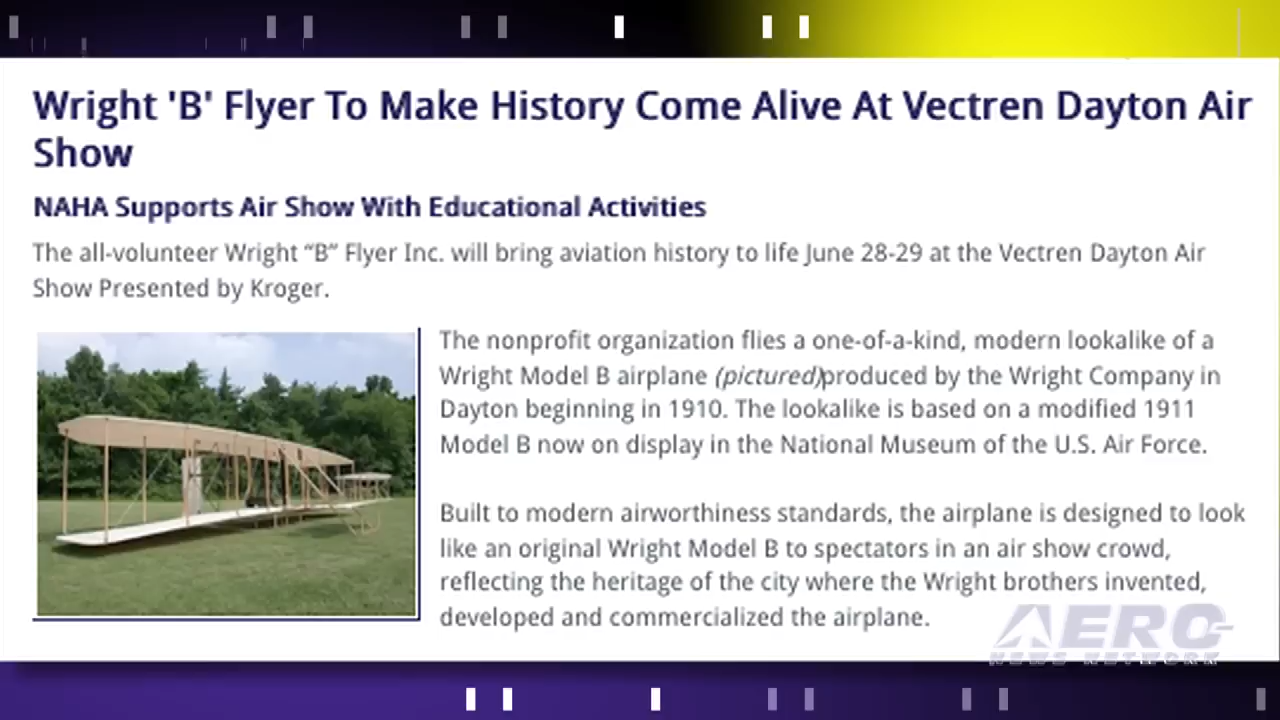 Wright 'B' Flyer To Make History Come Alive At Vectren Dayton Air
Show
NAHA Supports Air Show With Educational Activities
The all-volunteer Wright “B” Flyer Inc. will bring aviation history to life June 28-29 at the Vectren Dayton Air
Show Presented by Kroger.
The nonprofit organization flies a one-of-a-kind, modern lookalike of a
Wright Model B airplane (pictured)produced by the Wright Company in
Dayton beginning in 1910. The lookalike is based on a modified 1911
Model B now on display in the National Museum of the U.S. Air Force.
Built to modern airworthiness standards, the airplane is designed to look
like an original Wright Model B to spectators in an air show crowd,
reflecting the heritage of the city where the Wright brothers invented,
developed and commercialized the airplane.
AERO
NEWS NETWORK